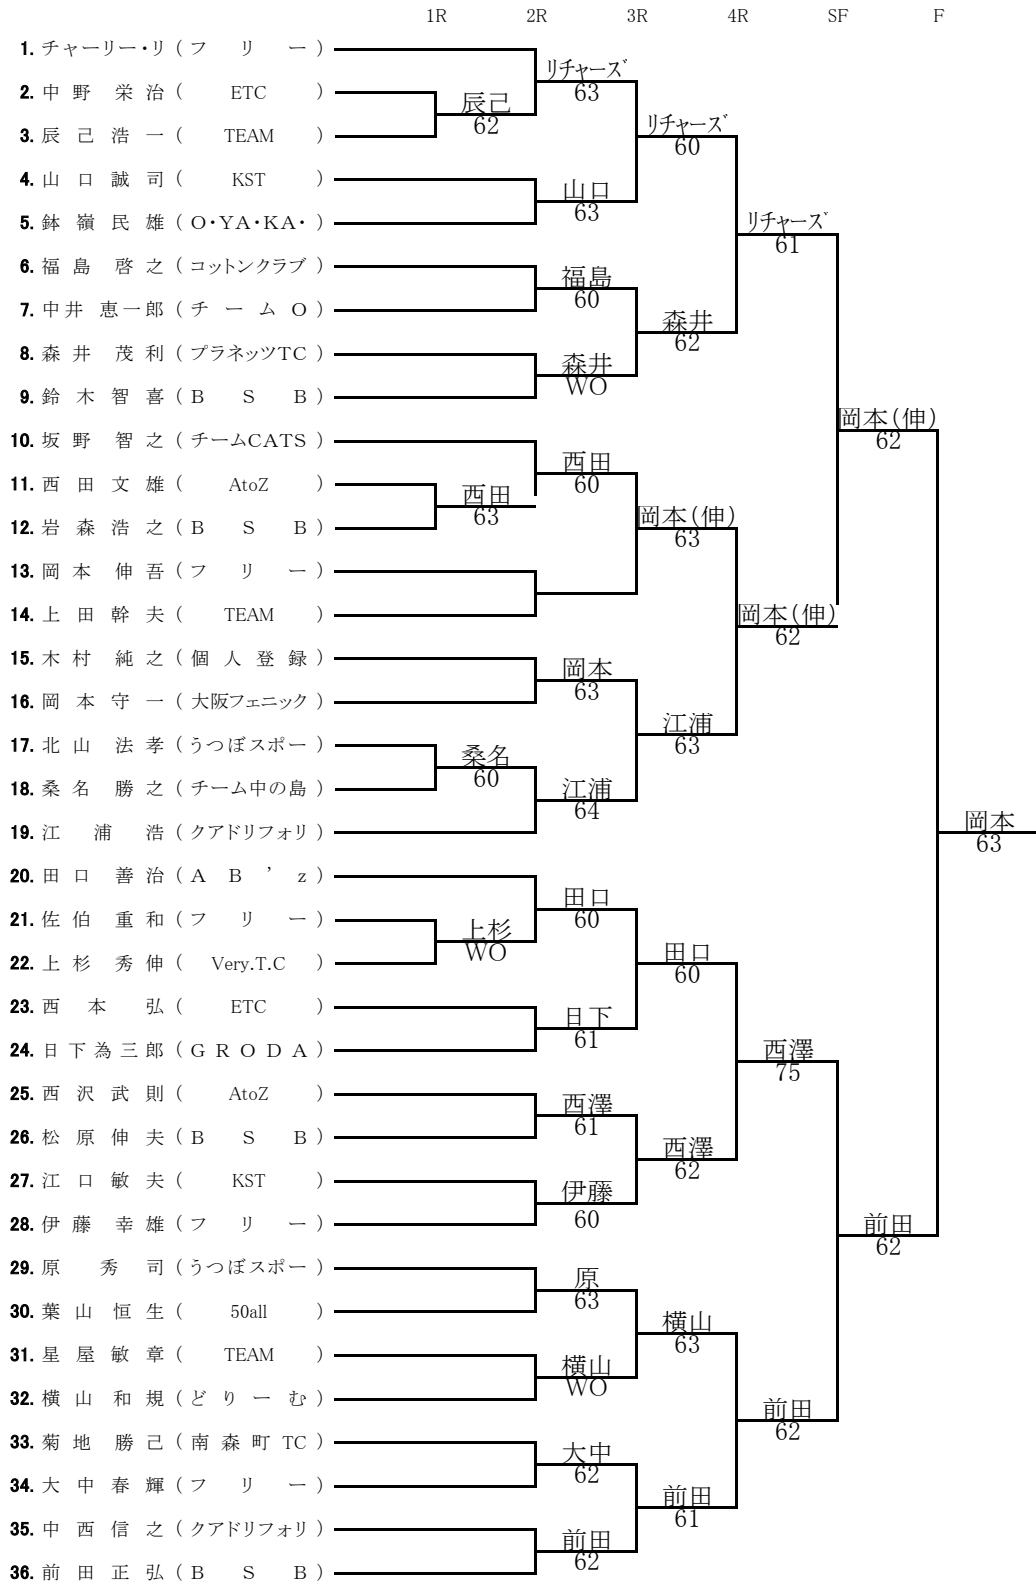 1R 2R 3R 4R SF F
1. チャーリー・リ ( フ リ ー )
リチャーズ
63
2. 中野 栄治 ( ETC )
辰己
62
3. 辰己浩一 ( TEAM )
リチャーズ
60
4. 山口誠司 ( KST )
山口
63
5. 鉢嶺民雄 ( O・YA・KA・ )
リチャーズ
61
6. 福島 啓之 ( コットンクラブ )
福島
60
7. 中井 恵一郎 ( チ ー ム O )
森井
62
8. 森井 茂利 ( プラネッツTC )
森井
WO
9. 鈴木智喜 ( B S B )
岡本(伸)
62
10. 坂野 智之 ( チームCATS )
西田
60
11. 西田文雄 ( AtoZ )
西田
63
12. 岩森浩之 ( B S B )
岡本(伸)
63
13. 岡本 伸吾 ( フ リ ー )
14. 上田幹夫 ( TEAM )
岡本(伸)
62
15. 木村 純之 ( 個 人 登 録 )
岡本
63
16. 岡本守一 ( 大阪フェニック )
江浦
63
17. 北山 法孝 ( うつぼスポー )
桑名
60
18. 桑名 勝之 ( チーム中の島 )
江浦
64
19. 江浦浩 ( クアドリフォリ )
岡本
63
20. 田口 善治 ( A B ’ z )
田口
60
21. 佐伯 重和 ( フ リ ー )
上杉
WO
22. 上杉秀伸 ( Very.T.C )
田口
60
23. 西本弘 ( ETC )
日下
61
24. 日下為三郎 ( G R O D A )
西澤
75
25. 西沢武則 ( AtoZ )
西澤
61
26. 松原伸夫 ( B S B )
西澤
62
27. 江口敏夫 ( KST )
伊藤
60
28. 伊藤 幸雄 ( フ リ ー )
前田
62
29. 原 秀司 ( うつぼスポー )
原
63
30. 葉山恒生 ( 50all )
横山
63
31. 星屋敏章 ( TEAM )
横山
WO
32. 横山 和規 ( ど り ー む )
前田
62
33. 菊地 勝己 ( 南 森 町 TC )
大中
62
34. 大中春輝 ( フ リ ー )
前田
61
35. 中西信之 ( クアドリフォリ )
前田
62
36. 前田正弘 ( B S B )